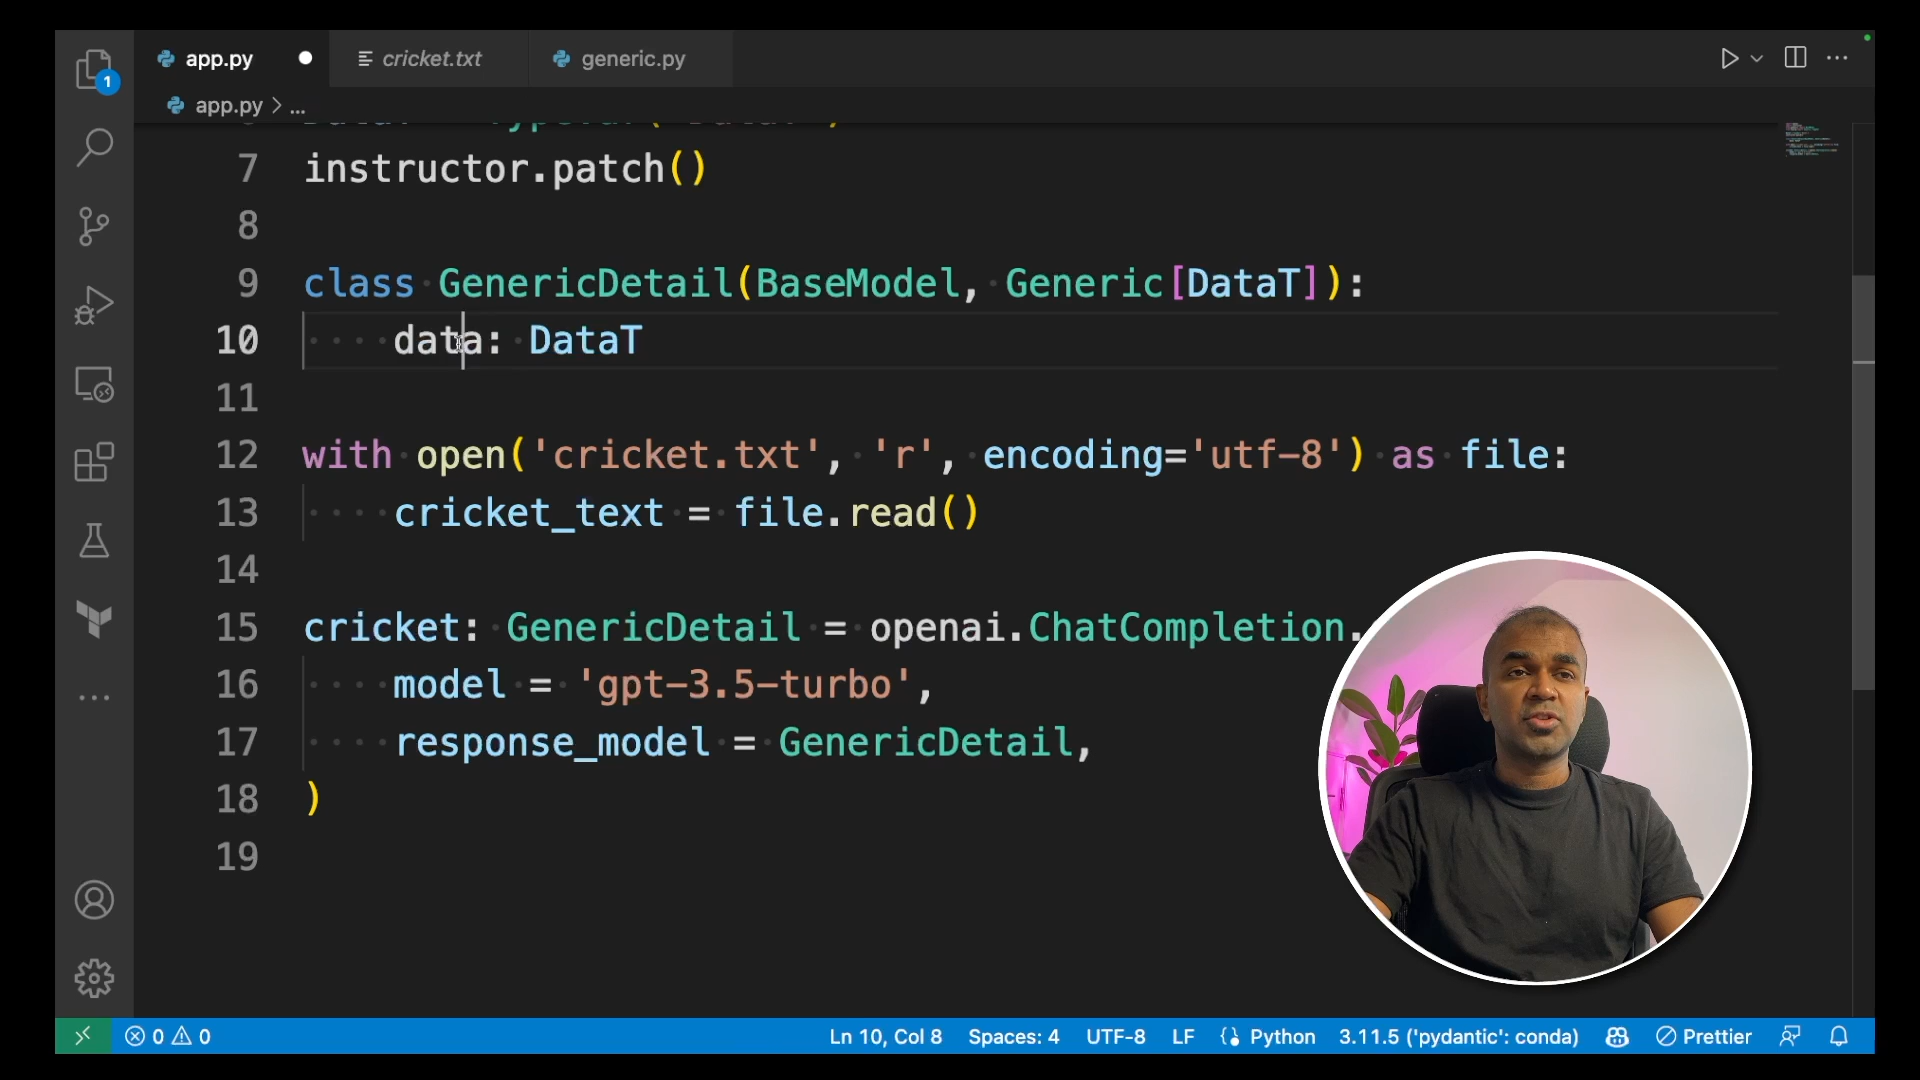 1
app.py
cricket.txt
generic.py
app.py > ...
7 instructor.patch()
8
9 class GenericDetail(BaseModel, Generic[DataT]):
10 data: DataT
11
12 with open('cricket.txt', 'r', encoding='utf-8') as file:
13 cricket_text = file.read()
14
15 cricket: GenericDetail = openai.ChatCompletion.
16 model = 'gpt-3.5-turbo',
17 response_model = GenericDetail,
18 )
19
0 0 Ln 10, Col 8 Spaces: 4 UTF-8 LF Python 3.11.5 ('pydantic': conda) Prettier